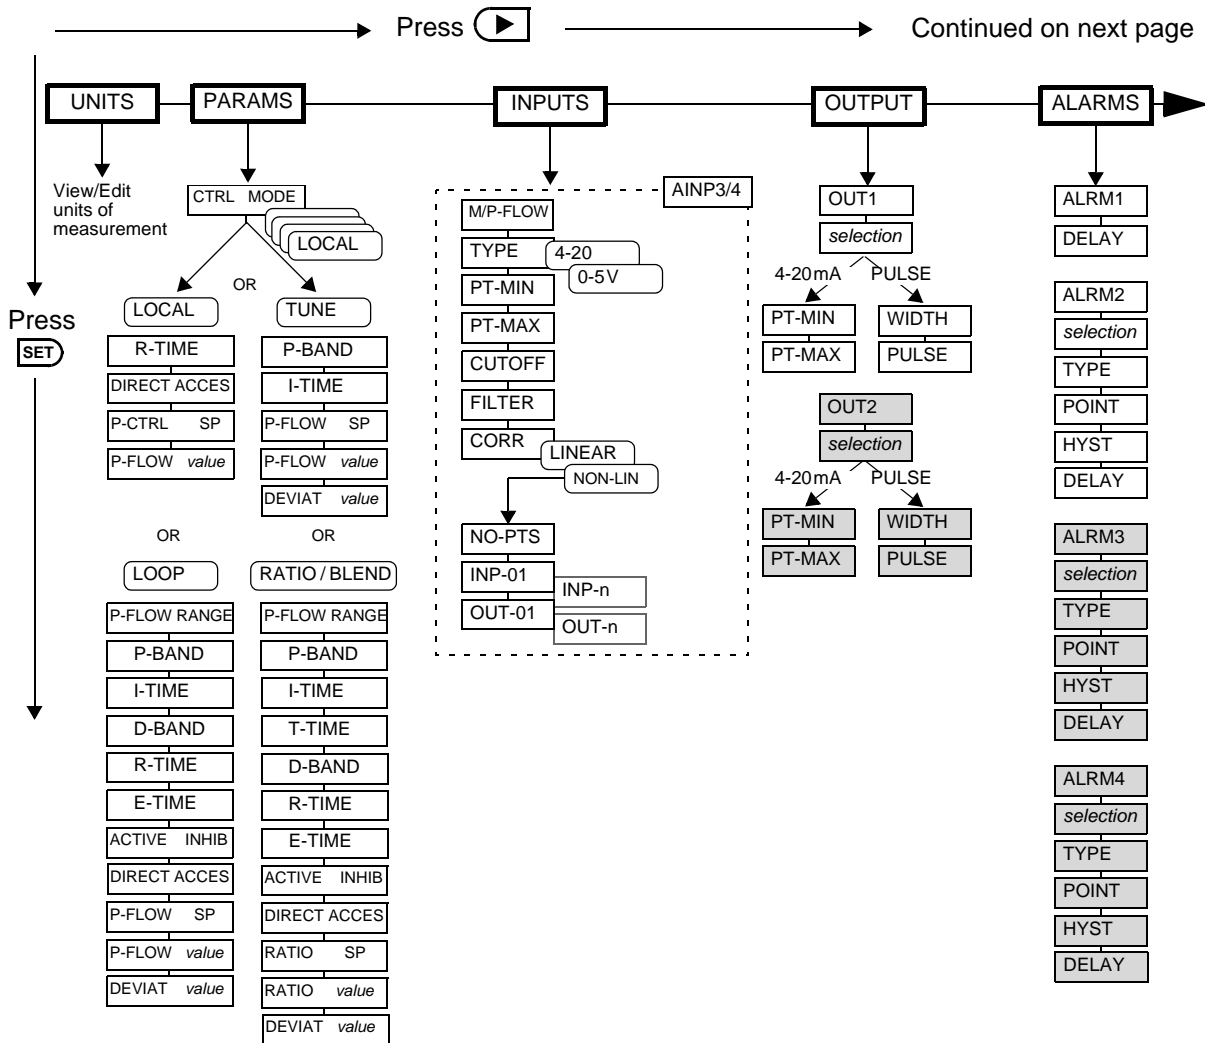 Press
Continued on next page
UNITS
PARAMS
INPUTS
OUTPUT
ALARMS
View/Edit
units of
measurement
Press
SET
CTRL MODE
LOCAL
OR
LOCAL
R-TIME
DIRECT ACCES
P-CTRL SP
P-FLOW value
TUNE
P-BAND
I-TIME
P-FLOW SP
P-FLOW value
DEVIAT value
OR
OR
LOOP
P-FLOW RANGE
P-BAND
I-TIME
D-BAND
R-TIME
E-TIME
ACTIVE INHIB
DIRECT ACCES
P-FLOW SP
P-FLOW value
DEVIAT value
RATIO / BLEND
P-FLOW RANGE
P-BAND
I-TIME
T-TIME
D-BAND
R-TIME
E-TIME
ACTIVE INHIB
DIRECT ACCES
RATIO SP
RATIO value
DEVIAT value
AINP3/4
M/P-FLOW
TYPE
4-20
0-5V
PT-MIN
PT-MAX
CUTOFF
FILTER
CORR
LINEAR
NON-LIN
NO-PTS
INP-01
INP-n
OUT-01
OUT-n
OUT1
selection
4-20mA PULSE
PT-MIN
PT-MAX
WIDTH
PULSE
OUT2
selection
4-20mA PULSE
PT-MIN
PT-MAX
WIDTH
PULSE
ALRM1
DELAY
ALRM2
selection
TYPE
POINT
HYST
DELAY
ALRM3
selection
TYPE
POINT
HYST
DELAY
ALRM4
selection
TYPE
POINT
HYST
DELAY